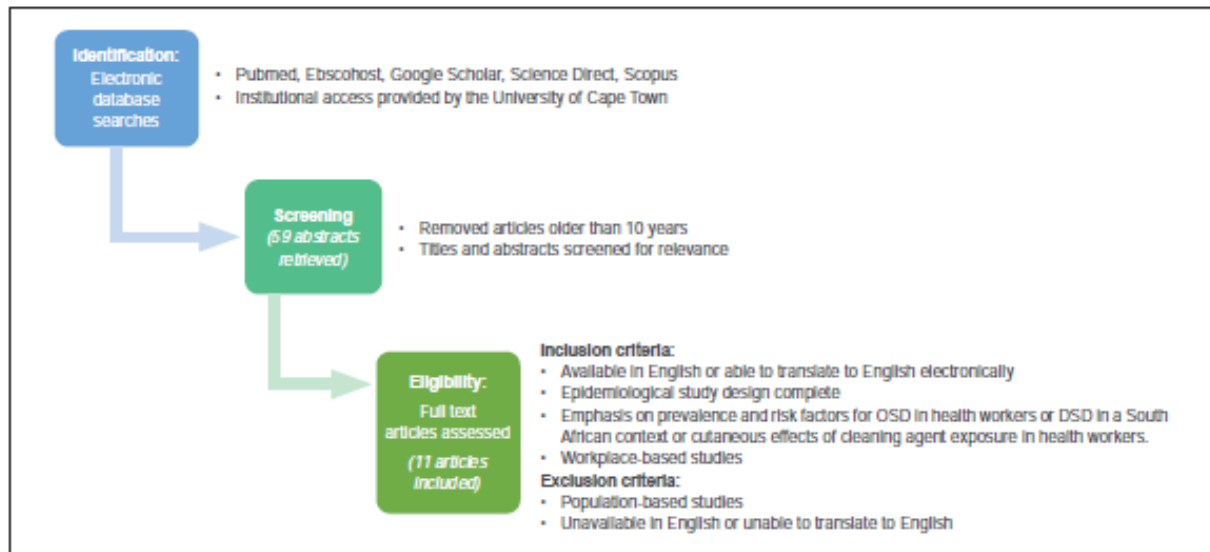 Identification:
Electronic
database
searches
• Pubmed, Ebscohost, Google Scholar, Science Direct, Scopus
• Institutional access provided by the University of Cape Town
Screening
(59 abstracts
retrieved)
• Removed articles older than 10 years
• Titles and abstracts screened for relevance
Eligibility:
Full text
articles assessed
(11 articles
included)
Inclusion criteria:
• Available in English or able to translate to English electronically
• Epidemiological study design complete
• Emphasis on prevalence and risk factors for OSD in health workers or DSD in a South
African context or cutaneous effects of cleaning agent exposure in health workers.
• Workplace-based studies
Exclusion criteria:
• Population-based studies
• Unavailable in English or unable to translate to English